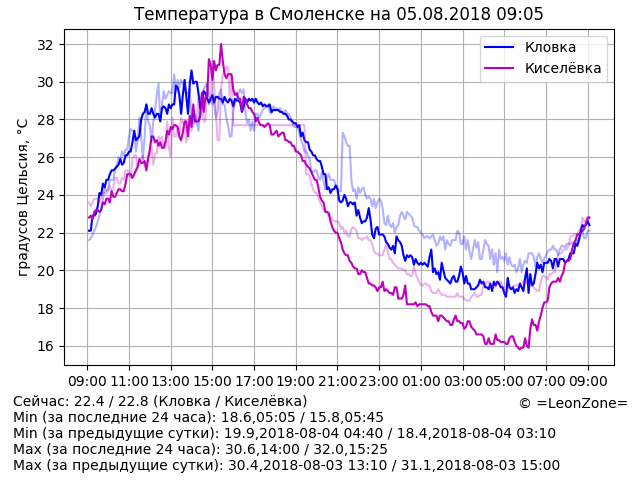 Температура в Смоленске на 05.08.2018 09:05
градусов Цельсия, °C
32
30
28
26
24
22
20
18
16
Кловка
Киселёвка
09:00 11:00 13:00 15:00 17:00 19:00 21:00 23:00 01:00 03:00 05:00 07:00 09:00
Сейчас: 22.4 / 22.8 (Кловка / Киселёвка)
© =LeonZone=
Min (за последние 24 часа): 18.6,05:05 / 15.8,05:45
Min (за предыдущие сутки): 19.9,2018-08-04 04:40 / 18.4,2018-08-04 03:10
Max (за последние 24 часа): 30.6,14:00 / 32.0,15:25
Max (за предыдущие сутки): 30.4,2018-08-03 13:10 / 31.1,2018-08-03 15:00